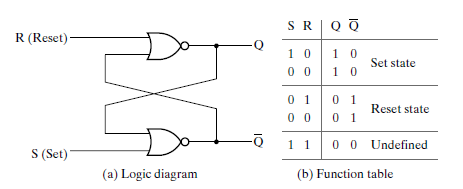 R (Reset)
Q
S (Set)
Q̅
(a) Logic diagram
S R Q Q̅
1 0 1 0
0 0 1 0
Set state
0 1 0 1
0 0 0 1
Reset state
1 1 0 0 Undefined
(b) Function table